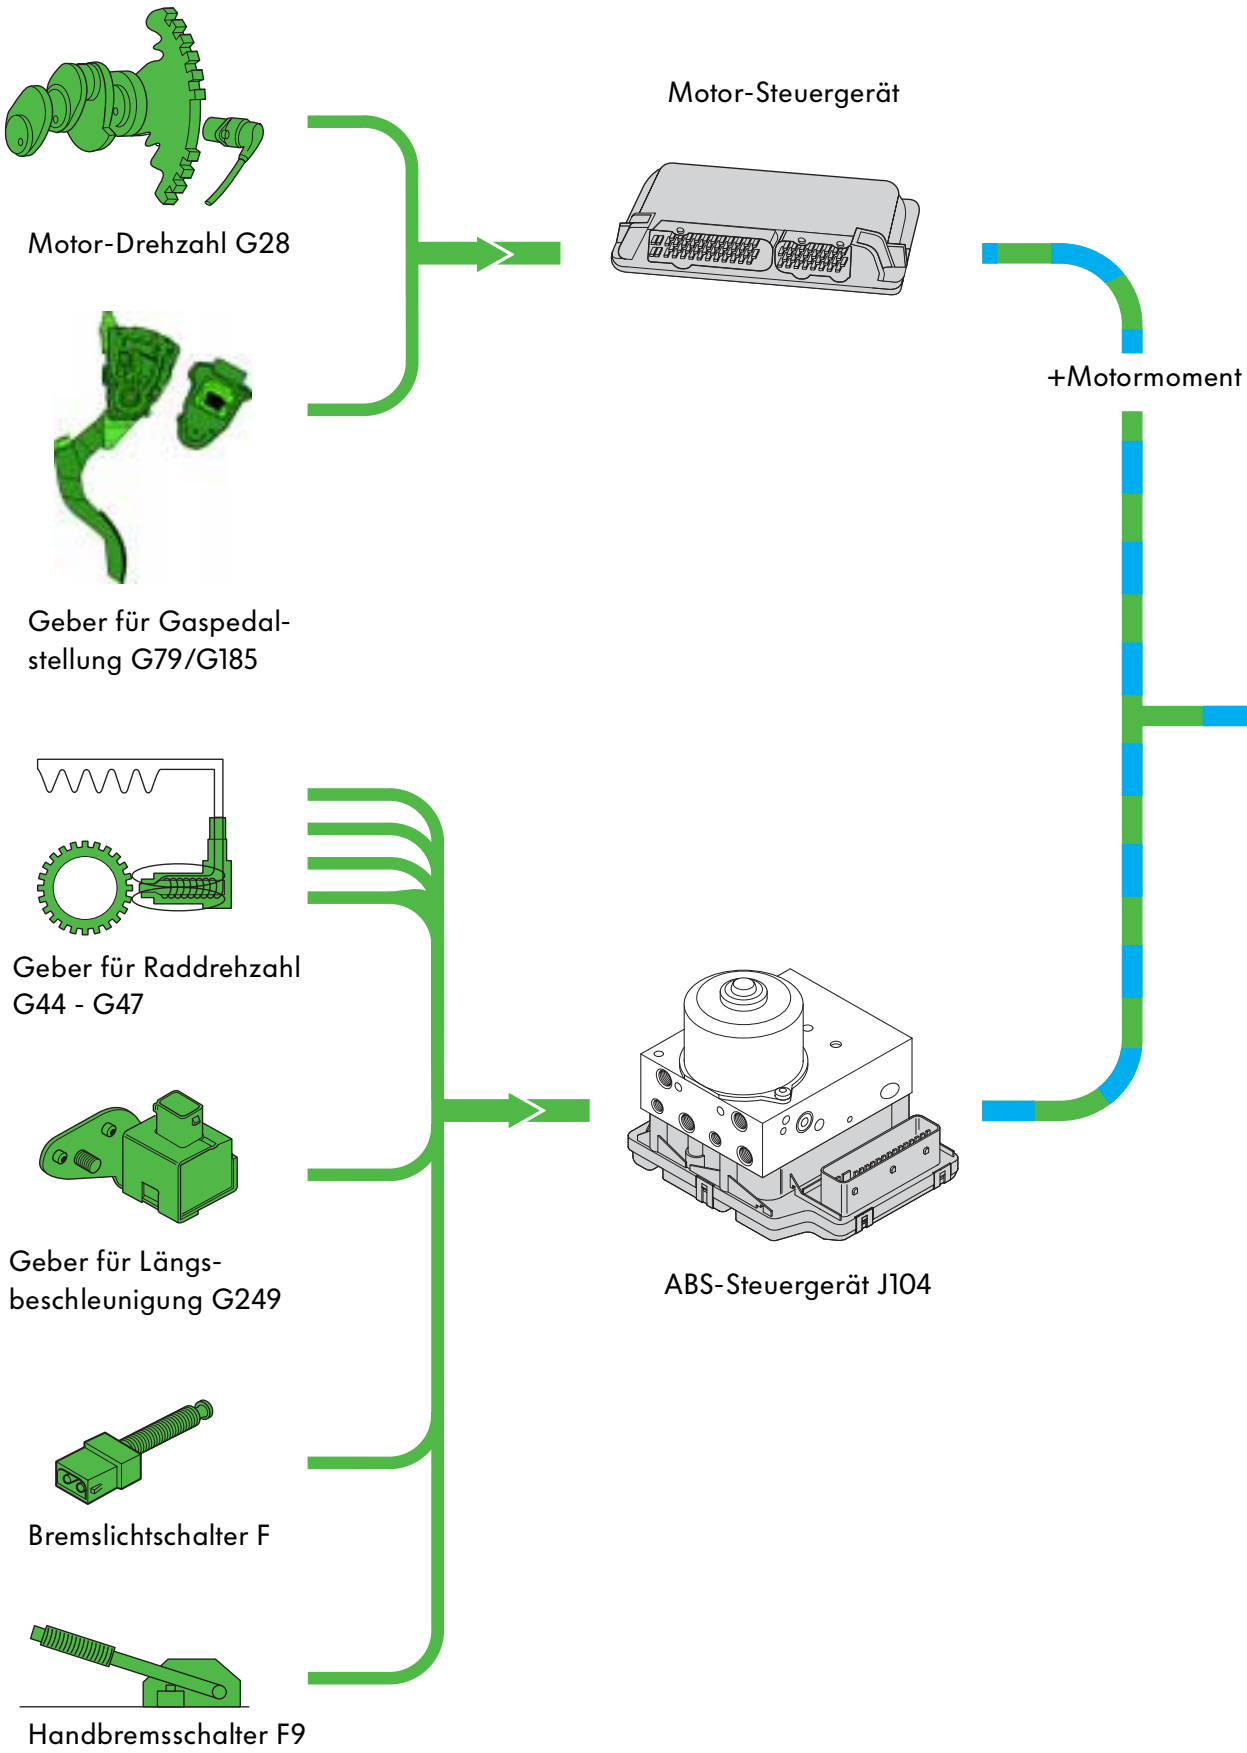 Motor-Steuergerät
Motor-Drehzahl G28
+Motormoment
Geber für Gaspedal-
stellung G79/G185
Geber für Raddrehzahl
G44 - G47
Geber für Längs-
beschleunigung G249
ABS-Steuergerät J104
Bremslichtschalter F
Handbremsschalter F9